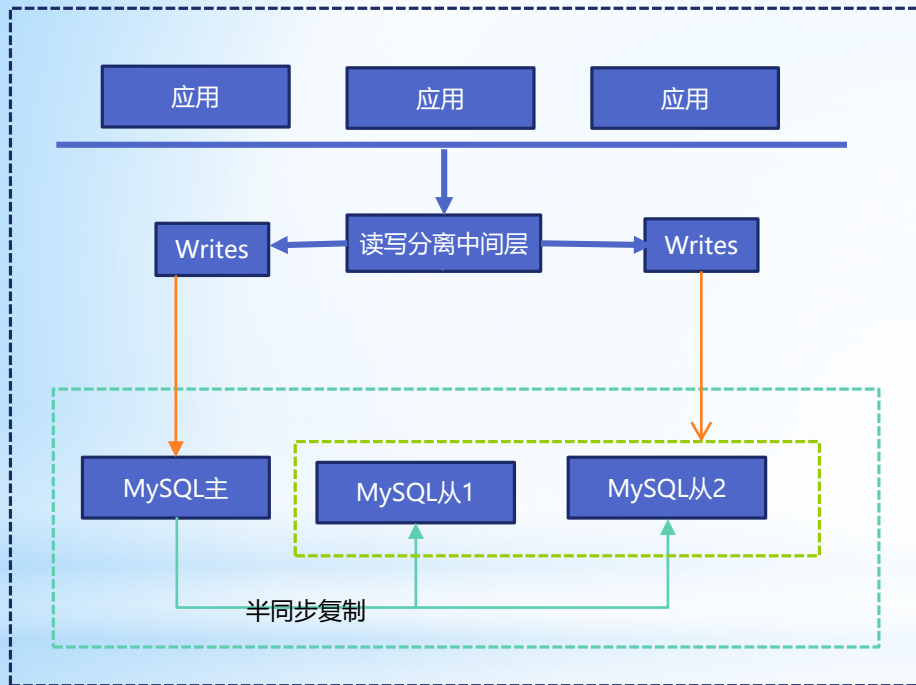 应用
应用
应用
Writes
读写分离中间层
Writes
MySQL主
MySQL从1
MySQL从2
半同步复制